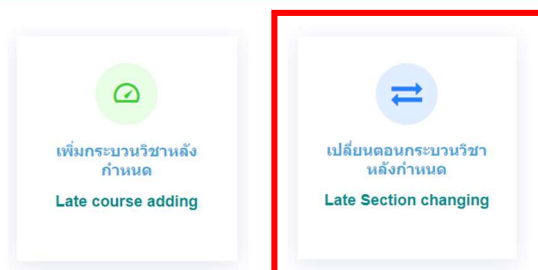 เพิ่มกระบวนวิชาหลัง
กำหนด
Late course adding
เปลี่ยนตอนกระบวนวิชา
หลังกำหนด
Late Section changing